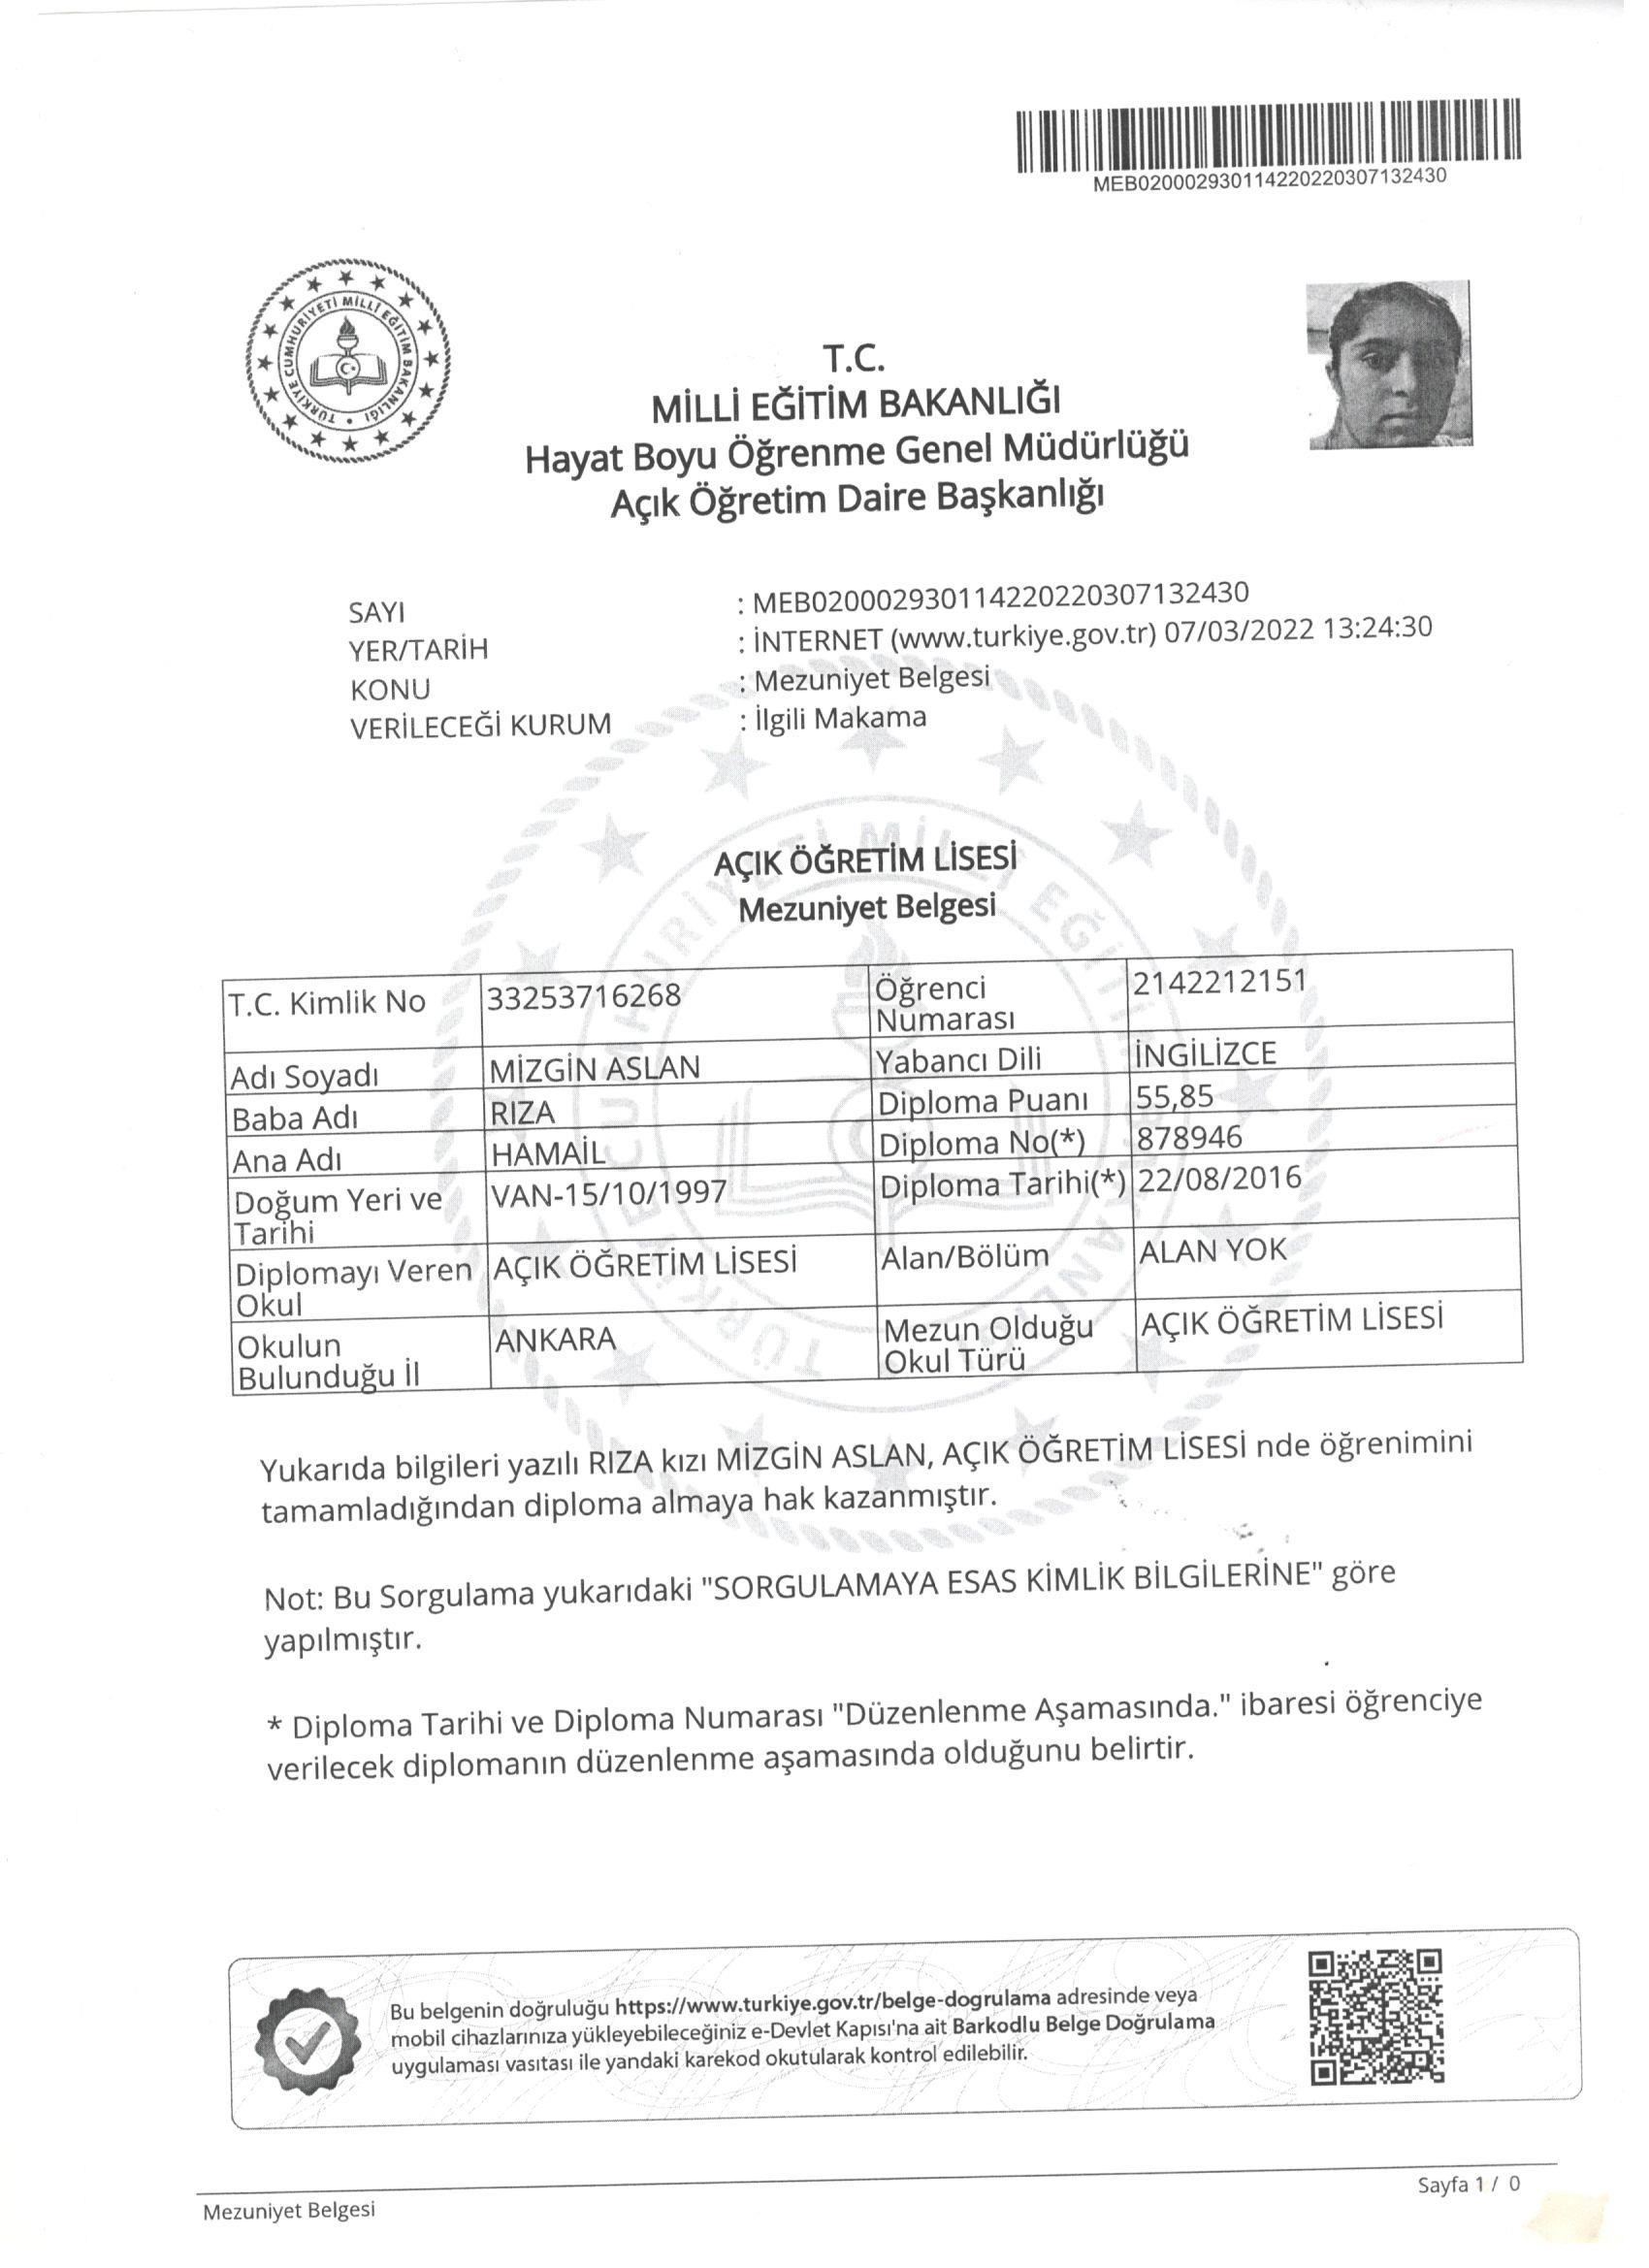 MEB020002930114220220307132430
TÜRKİYE CUMHURİYETİ MİLLİ EĞİTİM BAKANLIĞI
T.C.
MİLLİ EĞİTİM BAKANLIĞI
Hayat Boyu Öğrenme Genel Müdürlüğü
Açık Öğretim Daire Başkanlığı
SAYI : MEB020002930114220220307132430
YER/TARİH : İNTERNET (www.turkiye.gov.tr) 07/03/2022 13:24:30
KONU : Mezuniyet Belgesi
VERİLECEĞİ KURUM : İlgili Makama
AÇIK ÖĞRETİM LİSESİ
Mezuniyet Belgesi
T.C. Kimlik No 33253716268 Öğrenci Numarası 2142212151
Adı Soyadı MİZGİN ASLAN Yabancı Dili İNGİLİZCE
Baba Adı RIZA Diploma Puanı 55,85
Ana Adı HAMAİL Diploma No(*) 878946
Doğum Yeri ve Tarihi VAN-15/10/1997 Diploma Tarihi(*) 22/08/2016
Diplomayı Veren Okul AÇIK ÖĞRETİM LİSESİ Alan/Bölüm ALAN YOK
Okulun Bulunduğu İl ANKARA Mezun Olduğu Okul Türü AÇIK ÖĞRETİM LİSESİ
Yukarıda bilgileri yazılı RIZA kızı MİZGİN ASLAN, AÇIK ÖĞRETİM LİSESİ nde öğrenimini
tamamladığından diploma almaya hak kazanmıştır.
Not: Bu Sorgulama yukarıdaki "SORGULAMAYA ESAS KİMLİK BİLGİLERİNE" göre
yapılmıştır.
* Diploma Tarihi ve Diploma Numarası "Düzenlenme Aşamasında." ibaresi öğrenciye
verilecek diplomanın düzenlenme aşamasında olduğunu belirtir.
Bu belgenin doğruluğu https://www.turkiye.gov.tr/belge-dogrulama adresinde veya
mobil cihazlarınıza yükleyebileceğiniz e-Devlet Kapısı'na ait Barkodlu Belge Doğrulama
uygulaması vasıtası ile yandaki karekod okutularak kontrol edilebilir.
Sayfa 1 / 0
Mezuniyet Belgesi